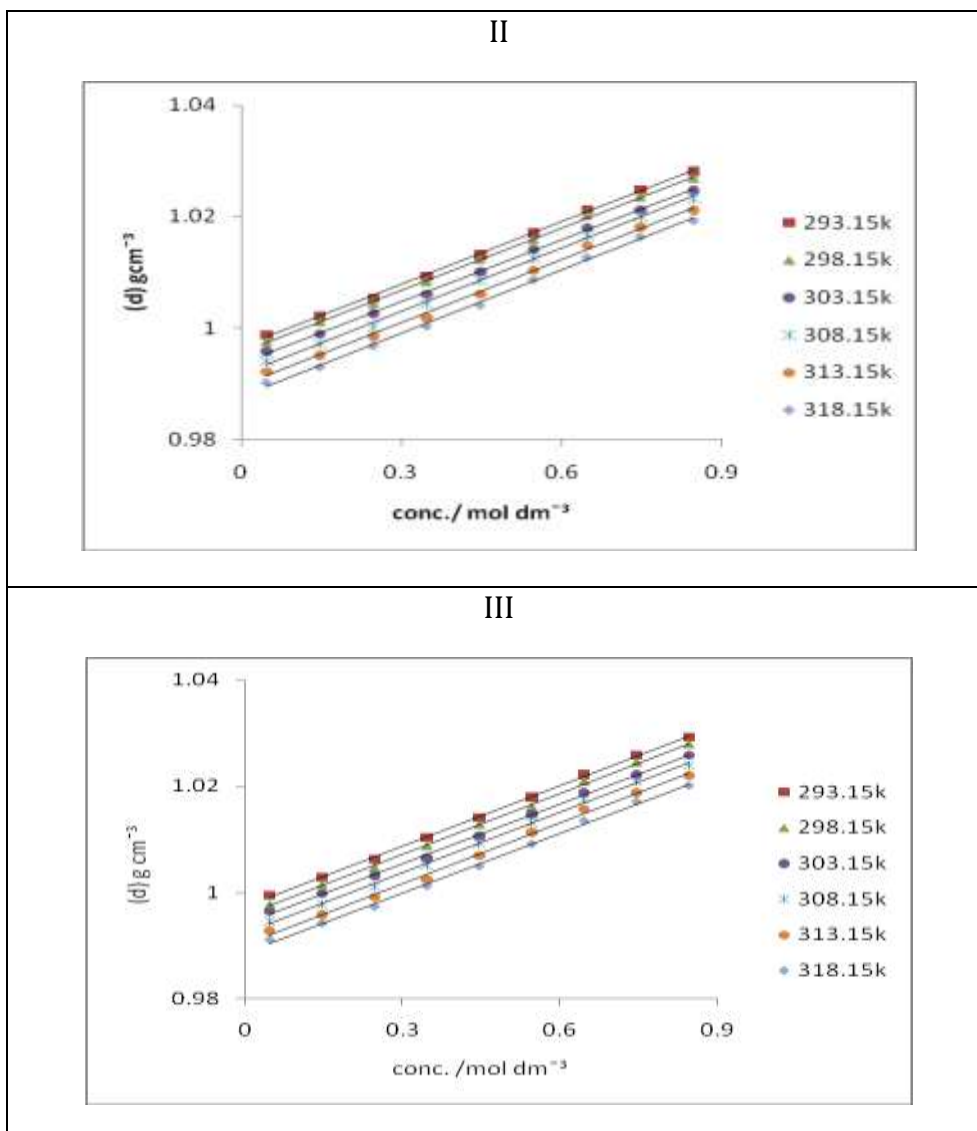 II
1.04
1.02
1
0.98
(d) gcm⁻³
0
0.3
0.6
0.9
conc./ mol dm⁻³
293.15k
298.15k
303.15k
308.15k
313.15k
318.15k
III
1.04
1.02
1
0.98
(d) g cm⁻³
0
0.3
0.6
0.9
conc. /mol dm⁻³
293.15k
298.15k
303.15k
308.15k
313.15k
318.15k